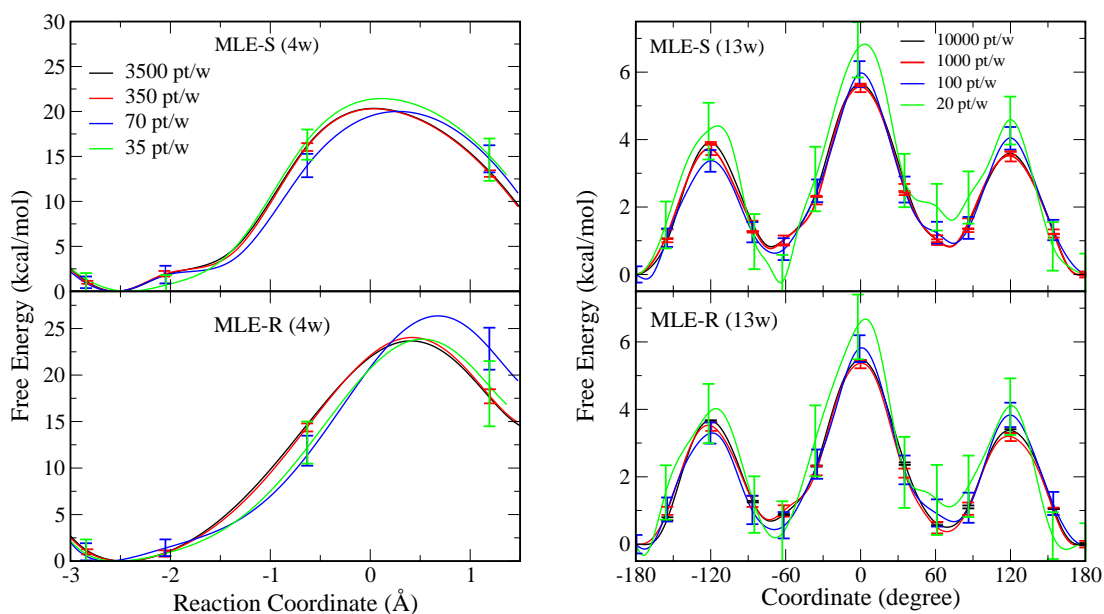 MLE-S (4w)
3500 pt/w
350 pt/w
70 pt/w
35 pt/w
30
25
20
15
10
5
0
Free Energy (kcal/mol)
MLE-R (4w)
25
20
15
10
5
0
-3 -2 -1 0 1
Reaction Coordinate (Å)
MLE-S (13w)
10000 pt/w
1000 pt/w
100 pt/w
20 pt/w
6
4
2
0
Free Energy (kcal/mol)
MLE-R (13w)
6
4
2
0
-180 -120 -60 0 60 120 180
Coordinate (degree)